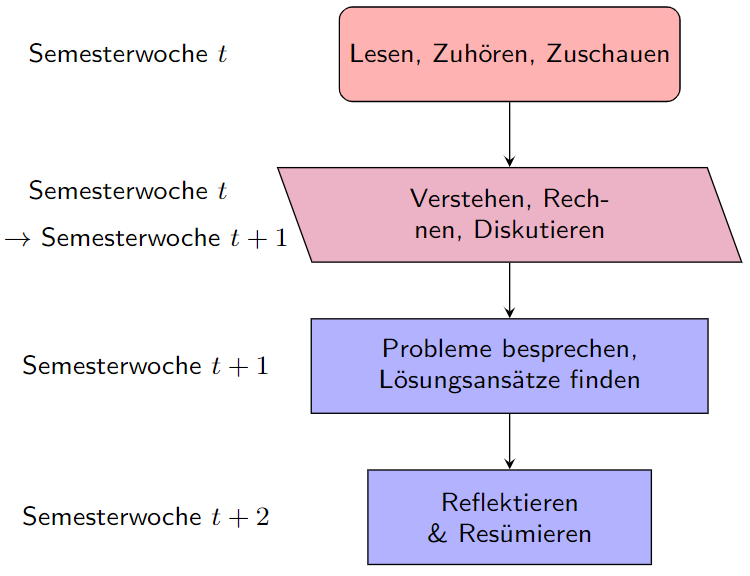 Semesterwoche t
Lesen, Zuhören, Zuschauen
Semesterwoche t
→ Semesterwoche t + 1
Verstehen, Rech-
nen, Diskutieren
Semesterwoche t + 1
Probleme besprechen,
Lösungsansätze finden
Semesterwoche t + 2
Reflektieren
& Resümieren